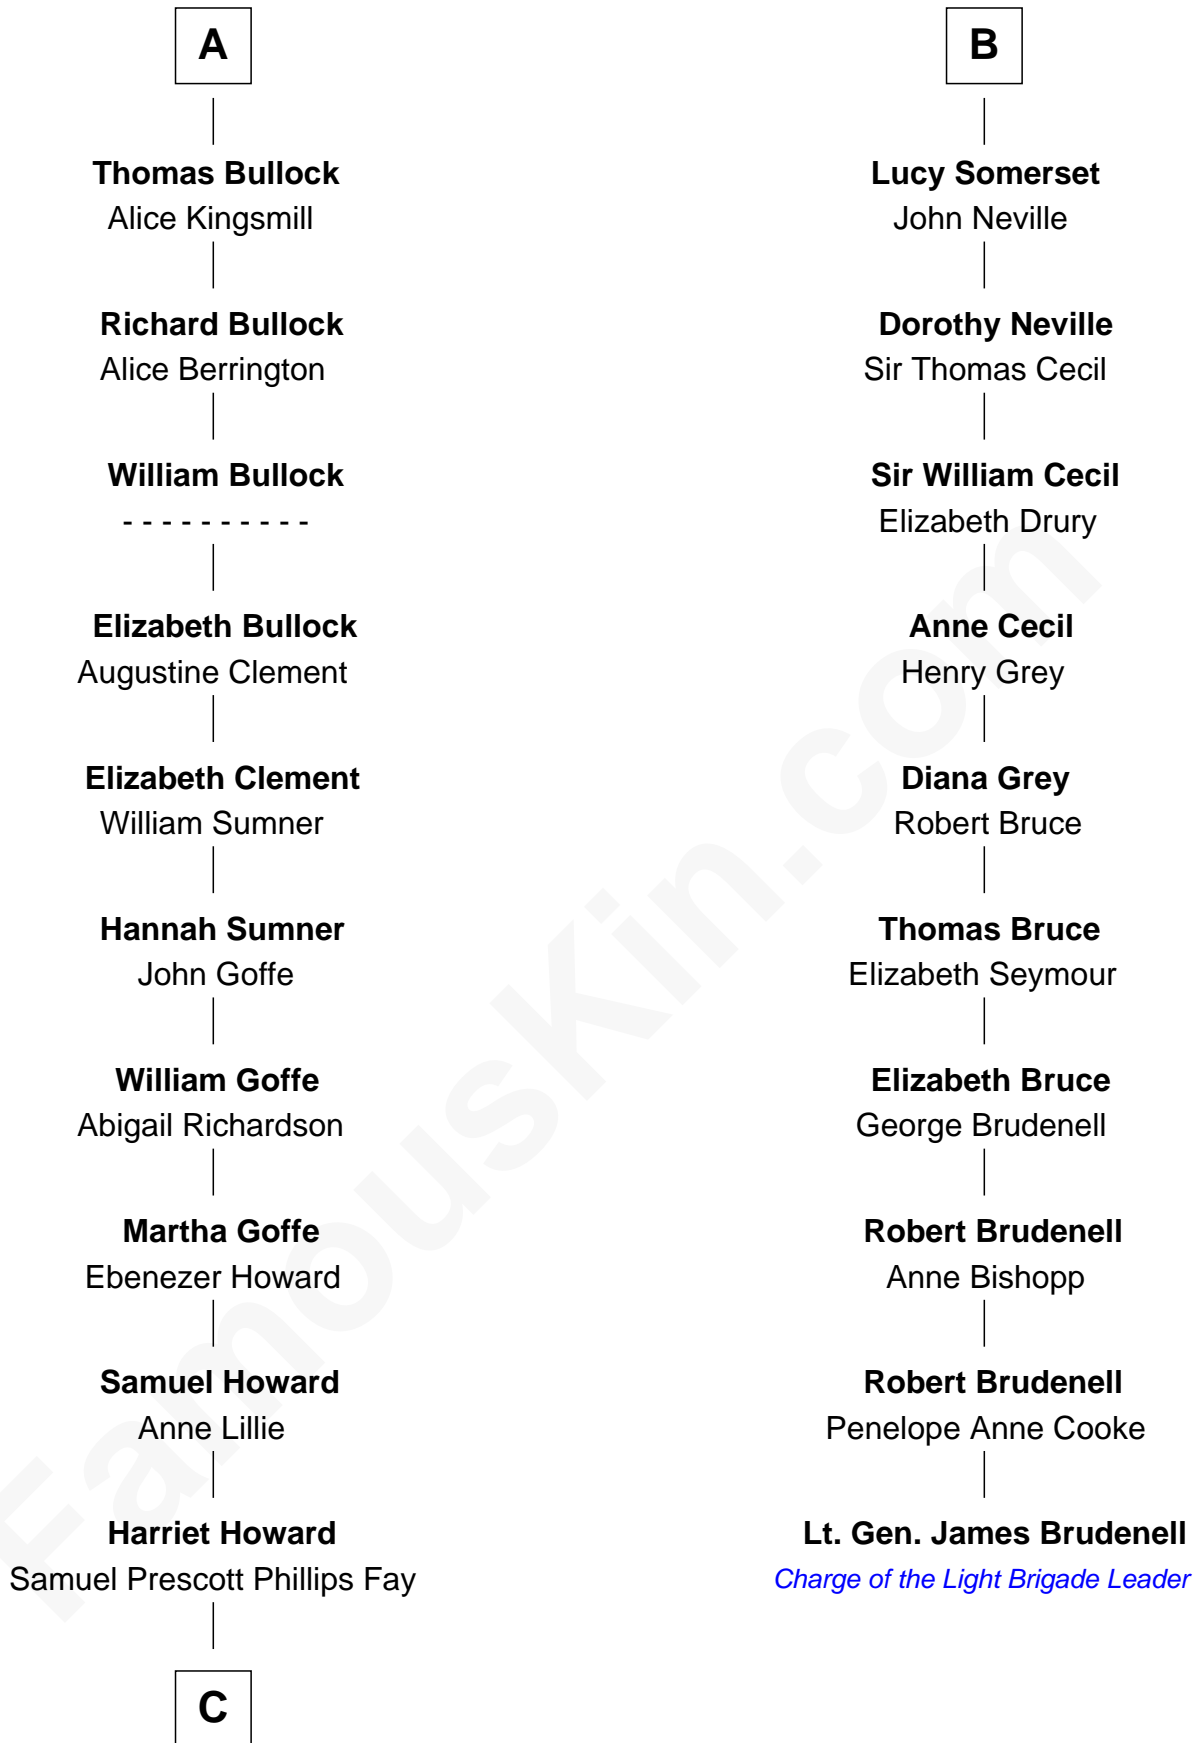 A
Thomas Bullock
Alice Kingsmill
Richard Bullock
Alice Berrington
William Bullock
- - - - - - - - - -
Elizabeth Bullock
Augustine Clement
Elizabeth Clement
William Sumner
Hannah Sumner
John Goffe
William Goffe
Abigail Richardson
Martha Goffe
Ebenezer Howard
Samuel Howard
Anne Lillie
Harriet Howard
Samuel Prescott Phillips Fay
C
B
Lucy Somerset
John Neville
Dorothy Neville
Sir Thomas Cecil
Sir William Cecil
Elizabeth Drury
Anne Cecil
Henry Grey
Diana Grey
Robert Bruce
Thomas Bruce
Elizabeth Seymour
Elizabeth Bruce
George Brudenell
Robert Brudenell
Anne Bishopp
Robert Brudenell
Penelope Anne Cooke
Lt. Gen. James Brudenell
Charge of the Light Brigade Leader
FamousKin.com